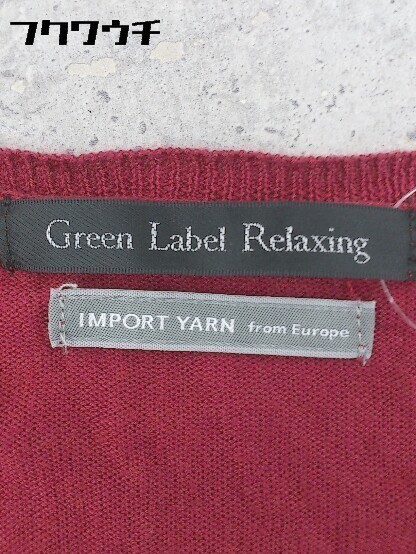 フクワウチ
Green Label Relaxing
IMPORT YARN from Europe